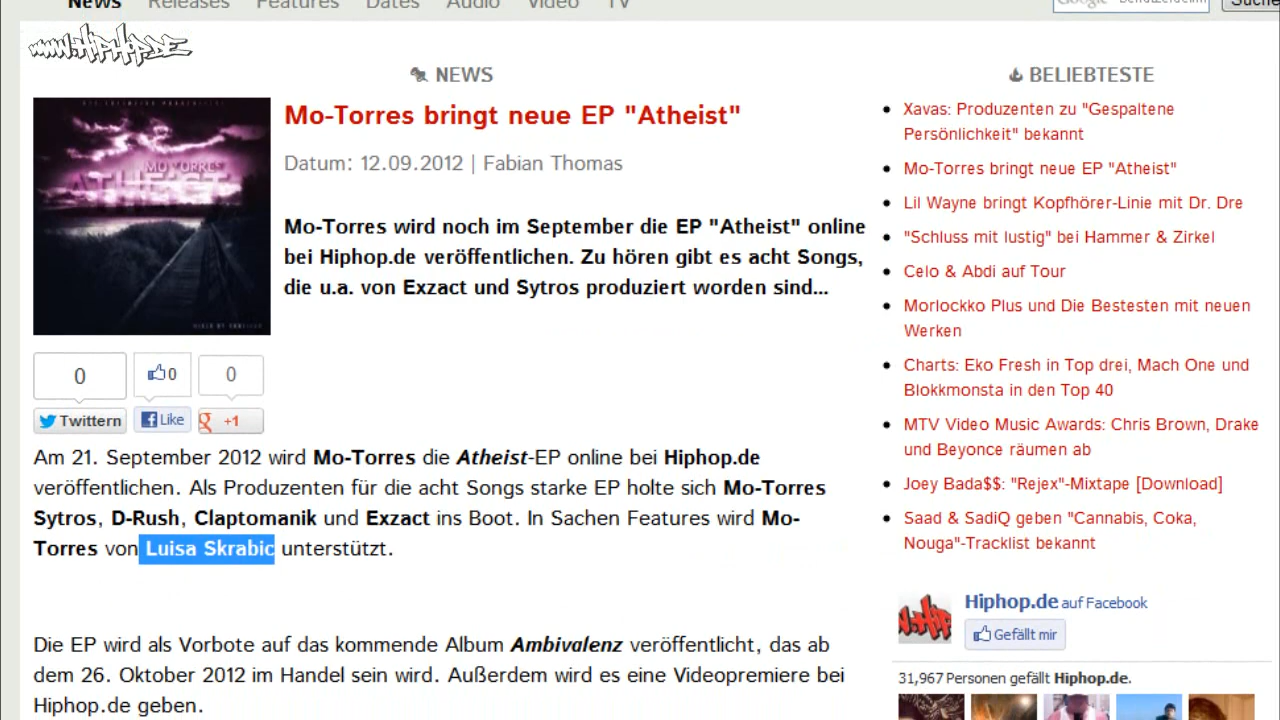 News Releases Features Dates Audio Video TV
Google Suche
www.HIPHOP.DE
NEWS
Mo-Torres bringt neue EP "Atheist"
Datum: 12.09.2012 | Fabian Thomas
MO TORRES
ATHEIST
Mo-Torres wird noch im September die EP "Atheist" online
bei Hiphop.de veröffentlichen. Zu hören gibt es acht Songs,
die u.a. von Exzact und Sytros produziert worden sind...
0 0 0
Twittern Like +1
Am 21. September 2012 wird Mo-Torres die Atheist-EP online bei Hiphop.de
veröffentlichen. Als Produzenten für die acht Songs starke EP holte sich Mo-Torres
Sytros, D-Rush, Claptomanik und Exzact ins Boot. In Sachen Features wird Mo-
Torres von Luisa Skrabic unterstützt.
Die EP wird als Vorbote auf das kommende Album Ambivalenz veröffentlicht, das ab
dem 26. Oktober 2012 im Handel sein wird. Außerdem wird es eine Videopremiere bei
Hiphop.de geben.
BELIEBTESTE
Xavas: Produzenten zu "Gespaltene
Persönlichkeit" bekannt
Mo-Torres bringt neue EP "Atheist"
Lil Wayne bringt Kopfhörer-Linie mit Dr. Dre
"Schluss mit lustig" bei Hammer & Zirkel
Celo & Abdi auf Tour
Morlockko Plus und Die Bestesten mit neuen
Werken
Charts: Eko Fresh in Top drei, Mach One und
Blokkmonsta in den Top 40
MTV Video Music Awards: Chris Brown, Drake
und Beyonce räumen ab
Joey Bada$$: "Rejex"-Mixtape [Download]
Saad & SadiQ geben "Cannabis, Coka,
Nouga"-Tracklist bekannt
Hiphop.de auf Facebook
Gefällt mir
31,967 Personen gefällt Hiphop.de.